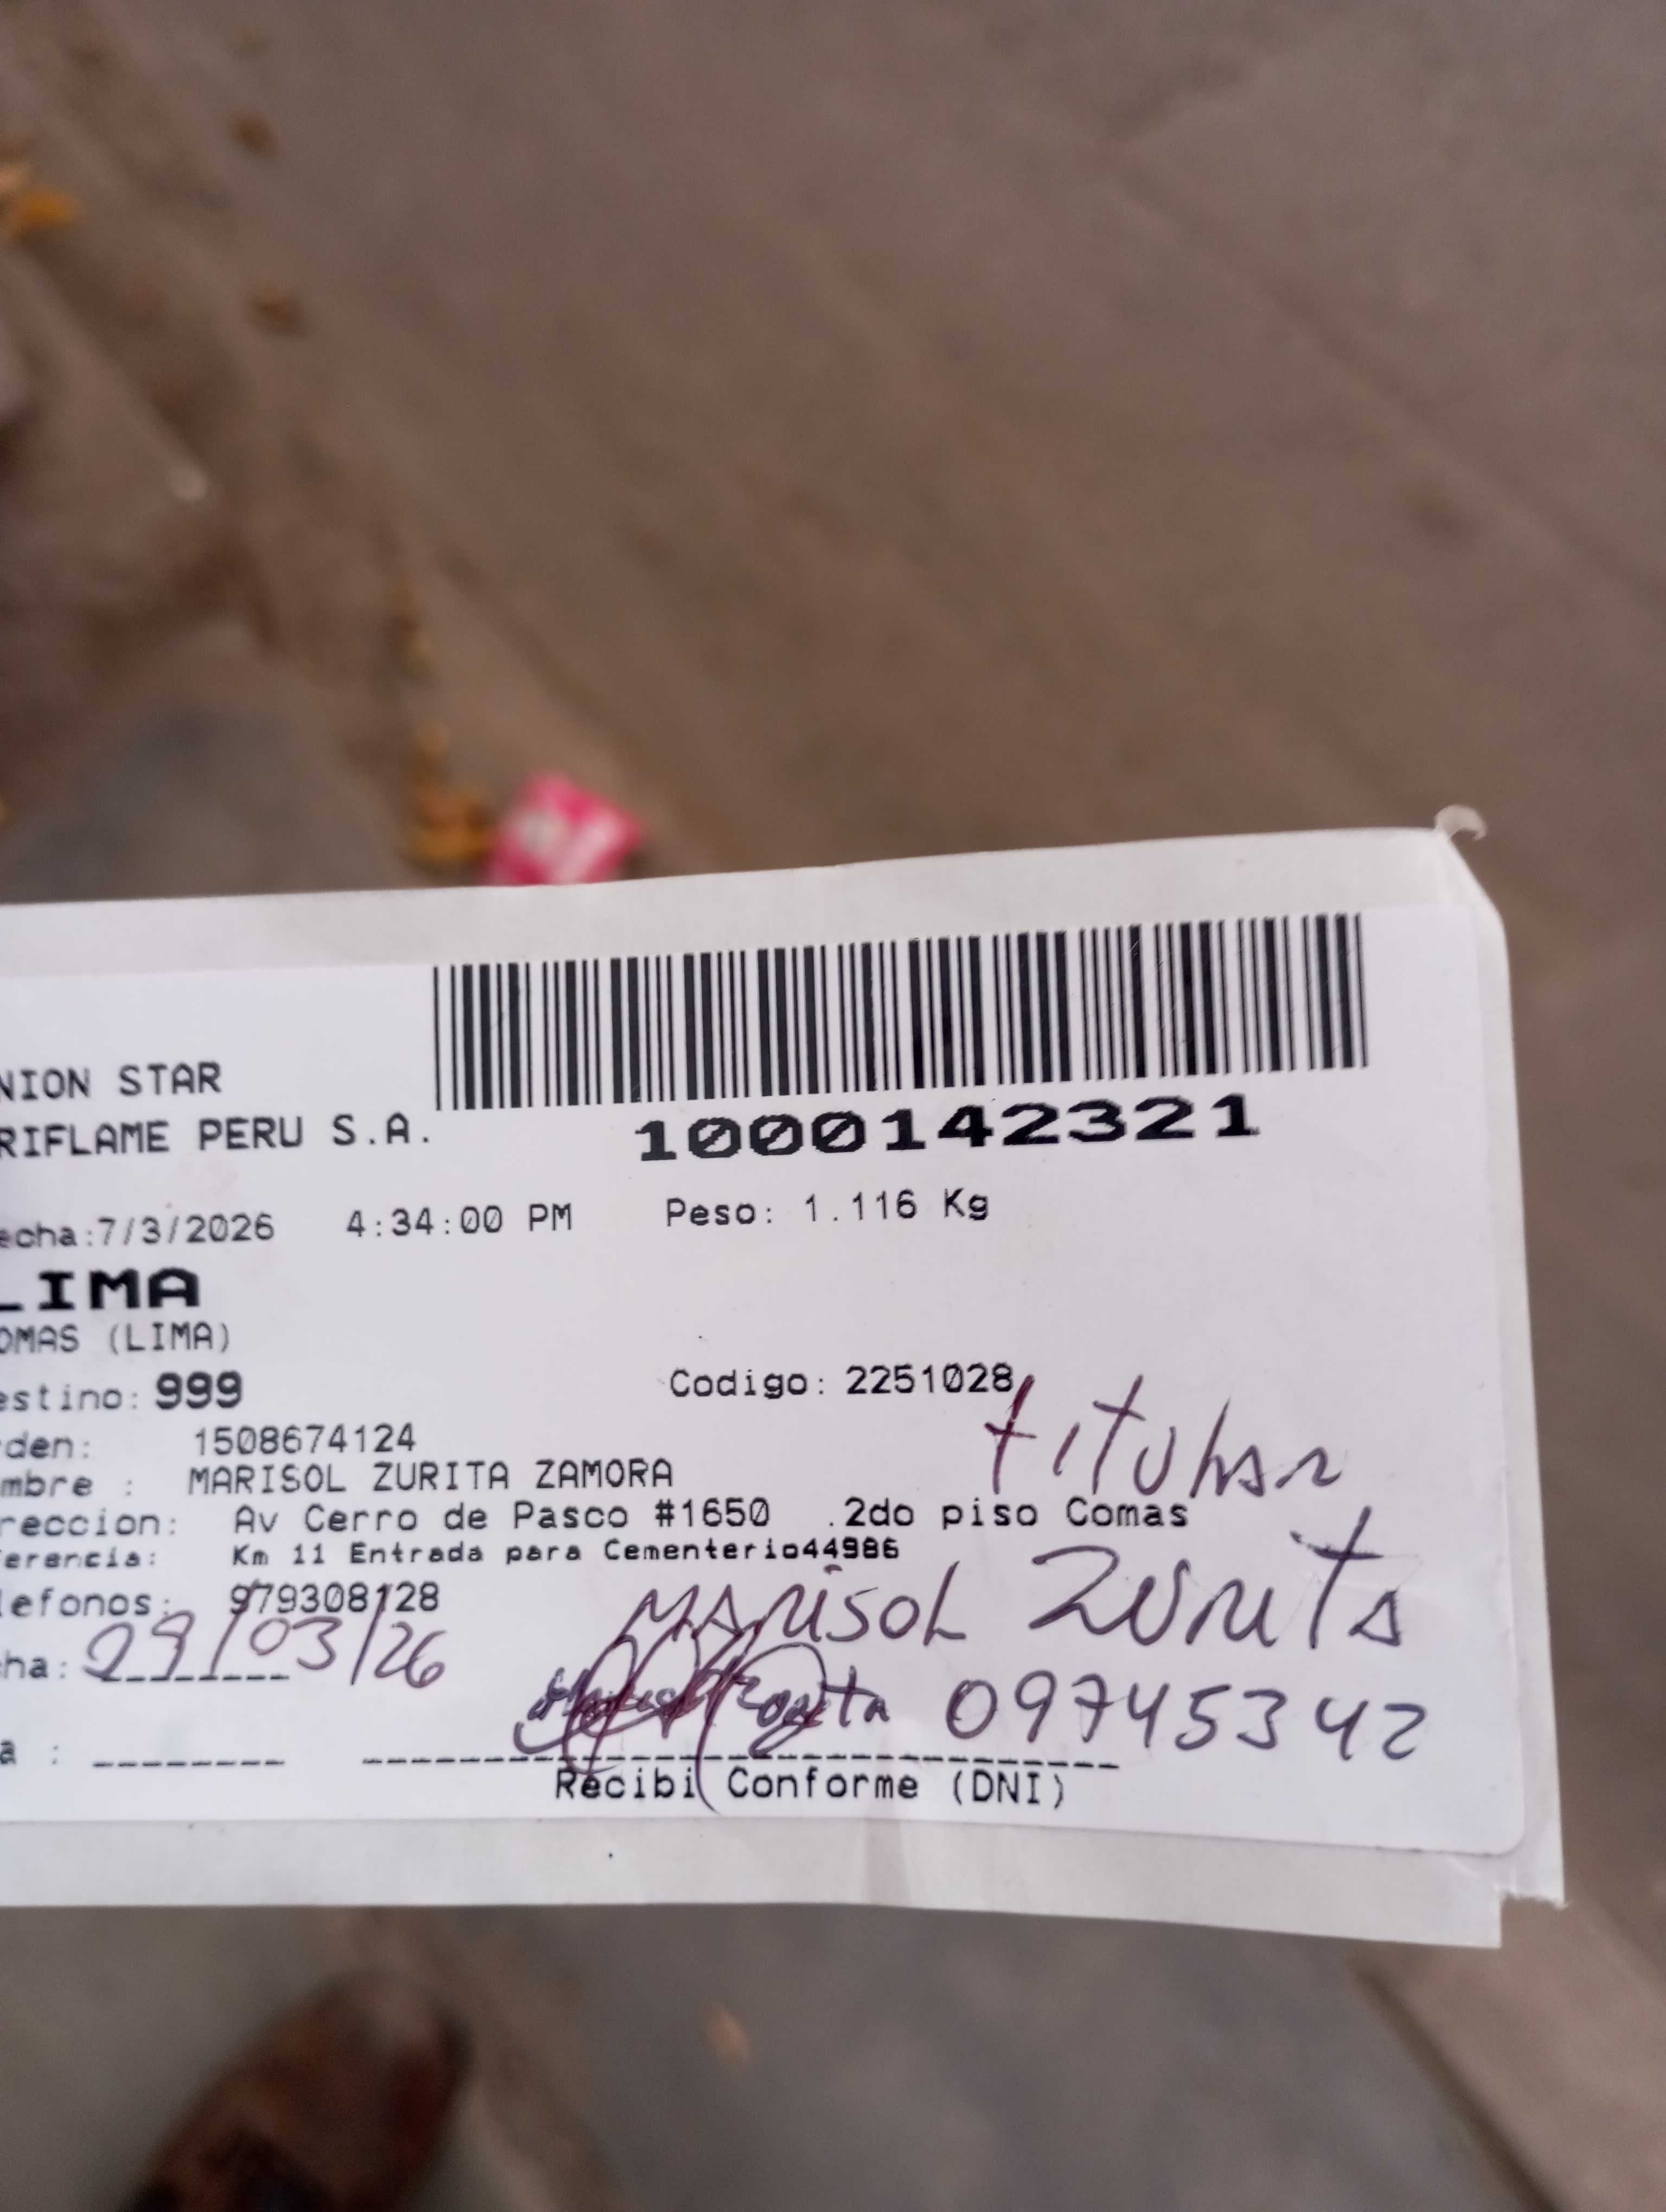 NION STAR
RIFLAME PERU S.A.
1000142321
echa:7/3/2026 4:34:00 PM Peso: 1.116 Kg
LIMA
OMAS (LIMA)
estino: 999 Codigo: 2251028
titular
den: 1508674124
mbre : MARISOL ZURITA ZAMORA
reccion: Av Cerro de Pasco #1650 .2do piso Comas
erencia: Km 11 Entrada para Cementerio44986
lefonos: 979308128
MARISOL ZURITA
ha: 29/03/26
09745342
a :
Recibi Conforme (DNI)